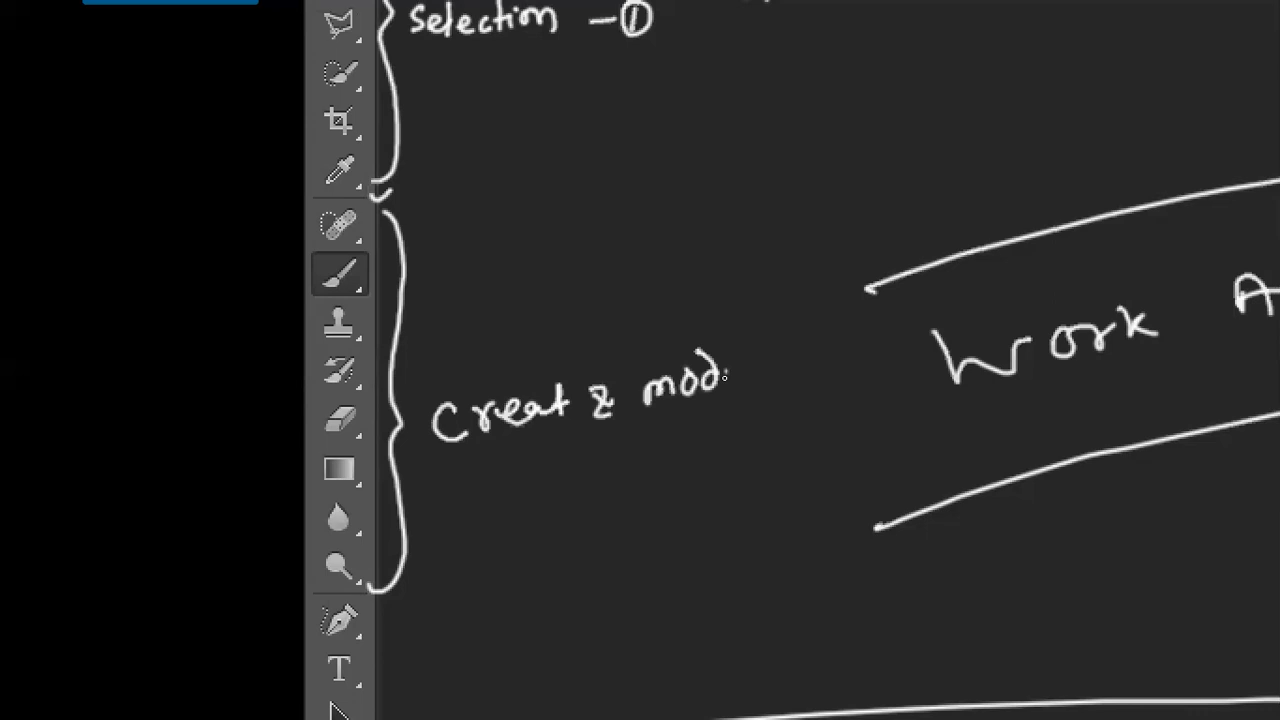 Selection - ①
Work A
Creat & mod
T